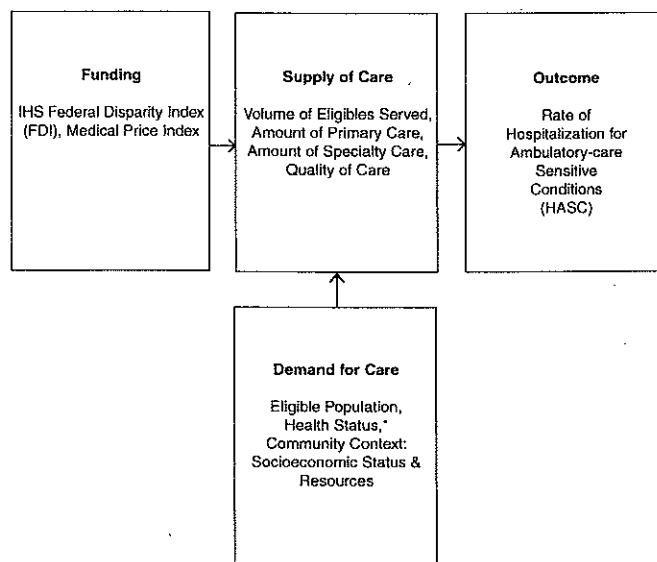 Funding
IHS Federal Disparity Index
(FDI), Medical Price Index
Supply of Care
Volume of Eligibles Served,
Amount of Primary Care,
Amount of Specialty Care,
Quality of Care
Outcome
Rate of
Hospitalization for
Ambulatory-care
Sensitive
Conditions
(HASC)
Demand for Care
Eligible Population,
Health Status,
Community Context:
Socioeconomic Status &
Resources